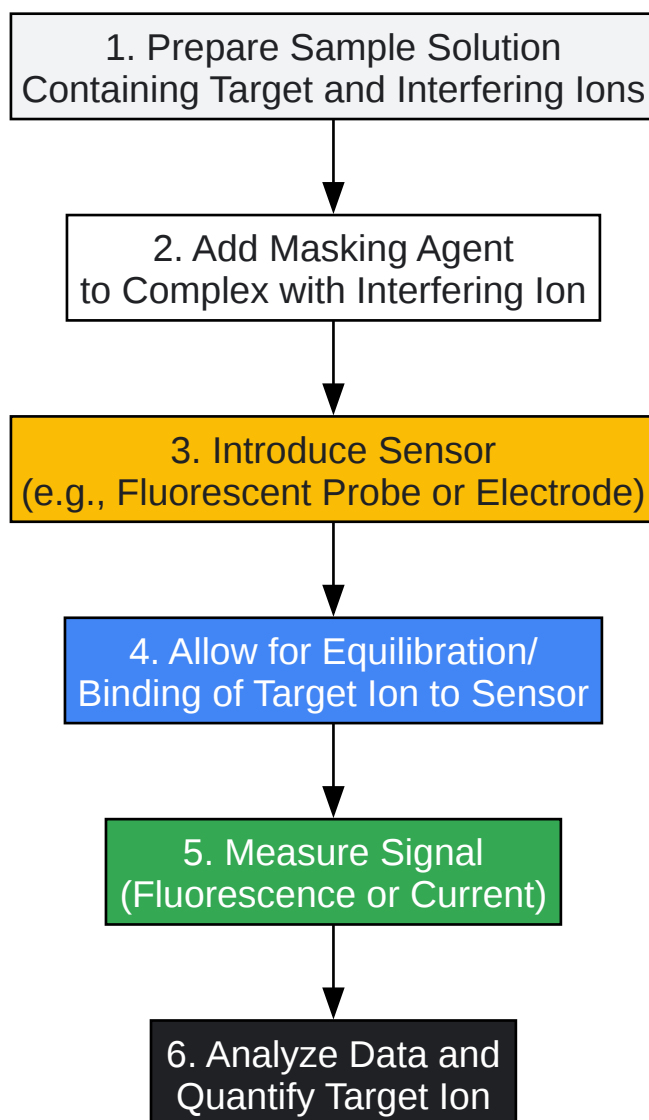 1. Prepare Sample Solution
Containing Target and Interfering Ions
2. Add Masking Agent
to Complex with Interfering Ion
3. Introduce Sensor
(e.g., Fluorescent Probe or Electrode)
4. Allow for Equilibration/
Binding of Target Ion to Sensor
5. Measure Signal
(Fluorescence or Current)
6. Analyze Data and
Quantify Target Ion